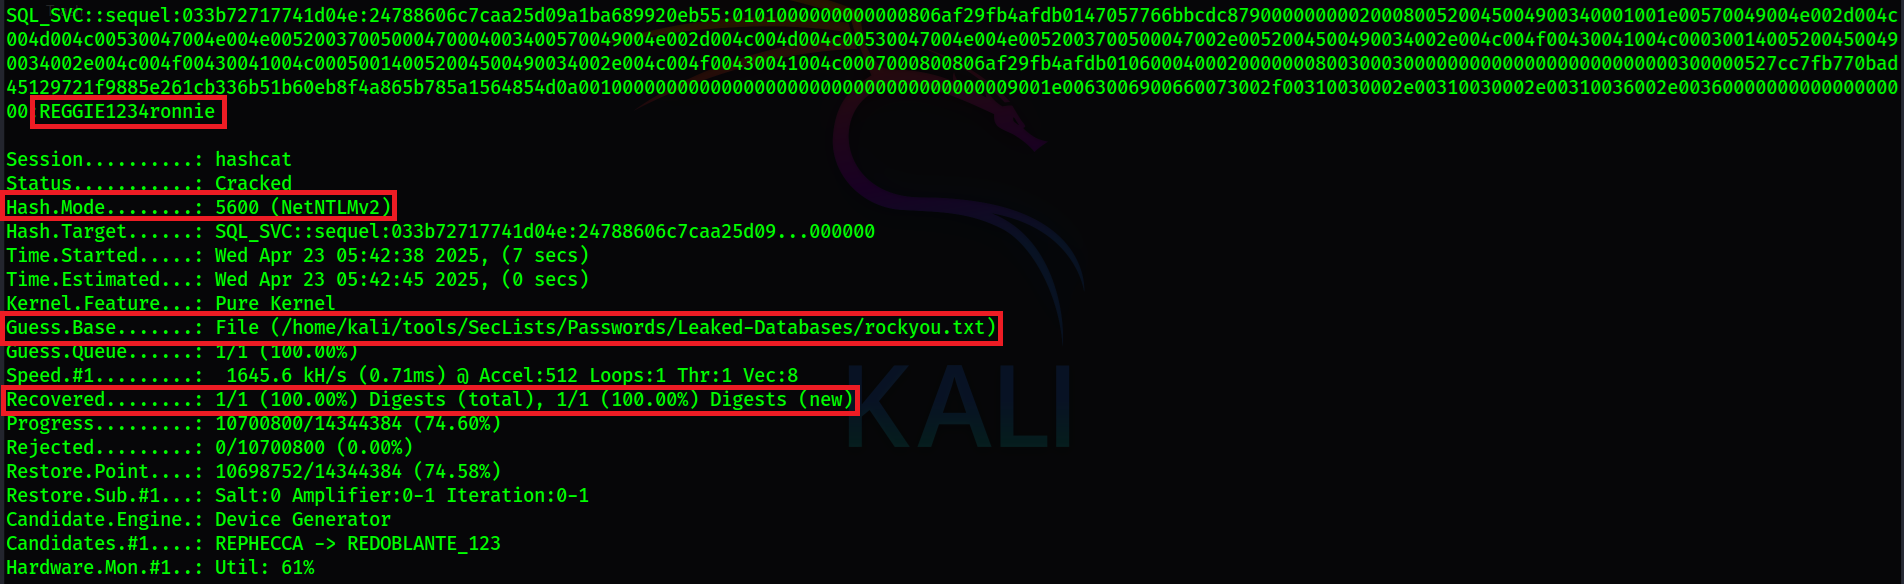 SQL_SVC::sequel:033b72717741d04e:24788606c7caa25d09a1ba689920eb55:0101000000000000806af29fb4afdb0147057766bbcdc8790000000002000800520045004900340001001e00570049004e002d004c
004d004c00530047004e004e00520037005000470004003400570049004e002d004c004d004c00530047004e004e0052003700500047002e0052004500490034002e004c004f00430041004c000300140052004500490
0034002e004c004f00430041004c000500140052004500490034002e004c004f00430041004c0007000800806af29fb4afdb0106000400020000000800300030000000000000000000000000300000527cc7fb770bad
45129721f9885e261cb336b51b60eb8f4a865b785a1564854d0a0010000000000000000000000000000000000009001e0063006900660073002f00310030002e00310030002e00310036002e00360000000000000000
00:REGGIE1234ronnie
Session..........: hashcat
Status...........: Cracked
Hash.Mode........: 5600 (NetNTLMv2)
Hash.Target......: SQL_SVC::sequel:033b72717741d04e:24788606c7caa25d09...000000
Time.Started.....: Wed Apr 23 05:42:38 2025, (7 secs)
Time.Estimated...: Wed Apr 23 05:42:45 2025, (0 secs)
Kernel.Feature...: Pure Kernel
Guess.Base.......: File (/home/kali/tools/SecLists/Passwords/Leaked-Databases/rockyou.txt)
Guess.Queue......: 1/1 (100.00%)
Speed.#1.........:  1645.6 kH/s (0.71ms) @ Accel:512 Loops:1 Thr:1 Vec:8
Recovered........: 1/1 (100.00%) Digests (total), 1/1 (100.00%) Digests (new)
Progress.........: 10700800/14344384 (74.60%)
Rejected.........: 0/10700800 (0.00%)
Restore.Point....: 10698752/14344384 (74.58%)
Restore.Sub.#1...: Salt:0 Amplifier:0-1 Iteration:0-1
Candidate.Engine.: Device Generator
Candidates.#1....: REPHECCA -> REDOBLANTE_123
Hardware.Mon.#1..: Util: 61%
KALI